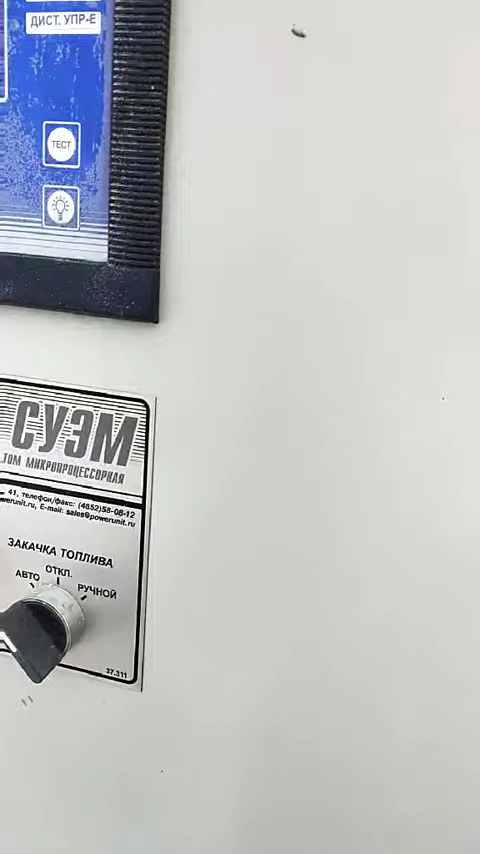 ДИСТ. УПР-Е
ТЕСТ
СУЭМ
ТОМ МИКРОПРОЦЕССОРНАЯ
41, телефон/факс: (4852)58-08-12
werunit.ru, E-mail: sales@powerunit.ru
ЗАКАЧКА ТОПЛИВА
ОТКЛ.
АВТО
РУЧНОЙ
37.311